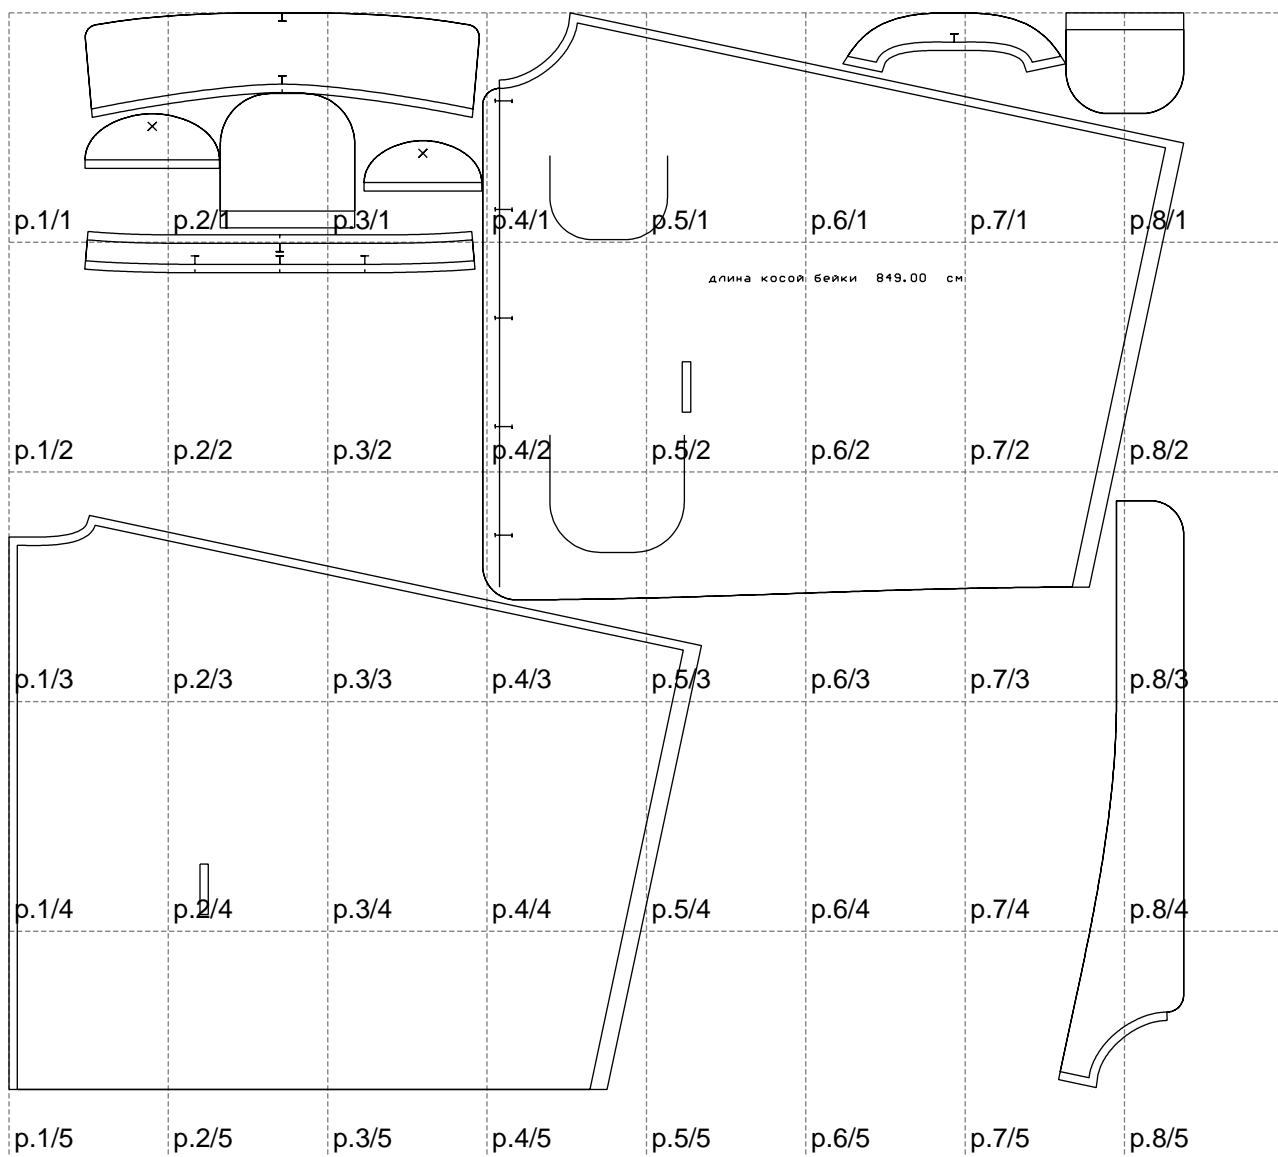 p.1/1 p.2/1 p.3/1 p.4/1 p.5/1 p.6/1 p.7/1 p.8/1
длина косой бейки 849.00 см
p.1/2 p.2/2 p.3/2 p.4/2 p.5/2 p.6/2 p.7/2 p.8/2
p.1/3 p.2/3 p.3/3 p.4/3 p.5/3 p.6/3 p.7/3 p.8/3
p.1/4 p.2/4 p.3/4 p.4/4 p.5/4 p.6/4 p.7/4 p.8/4
p.1/5 p.2/5 p.3/5 p.4/5 p.5/5 p.6/5 p.7/5 p.8/5